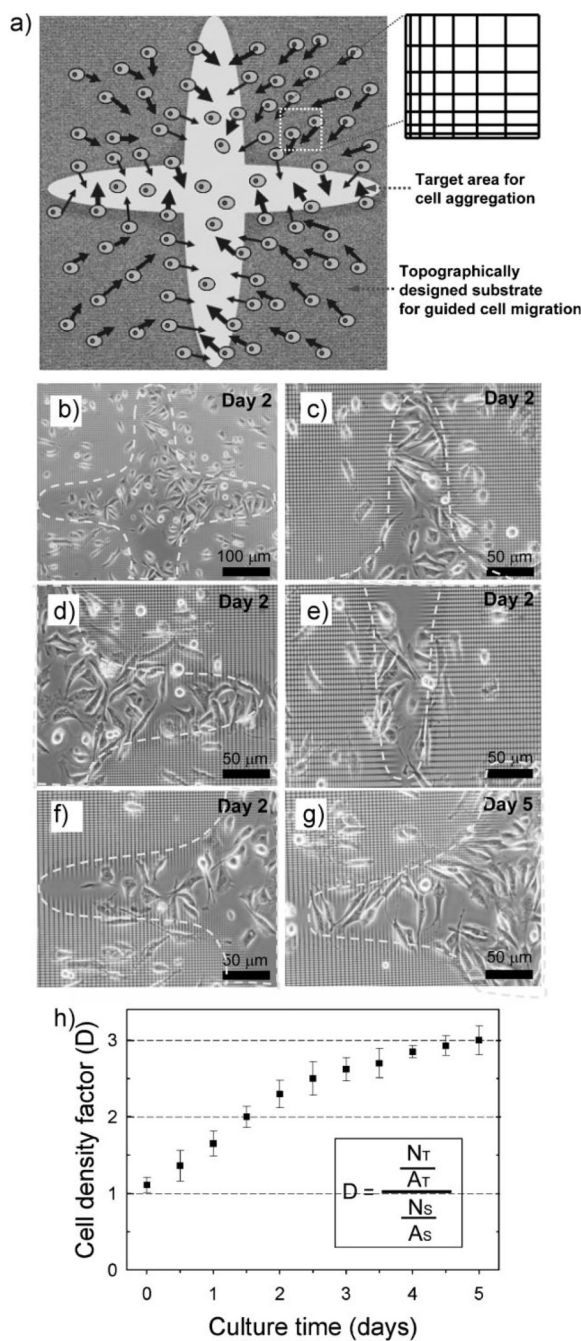 a)
Target area for
cell aggregation
Topographically
designed substrate
for guided cell migration
b)
Day 2
100 μm
c)
Day 2
50 μm
d)
Day 2
50 μm
e)
Day 2
50 μm
f)
Day 2
50 μm
g)
Day 5
50 μm
h)
Cell density factor (D)
3
2
1
0
D = 
NT
AT
NS
AS
0 1 2 3 4 5
Culture time (days)